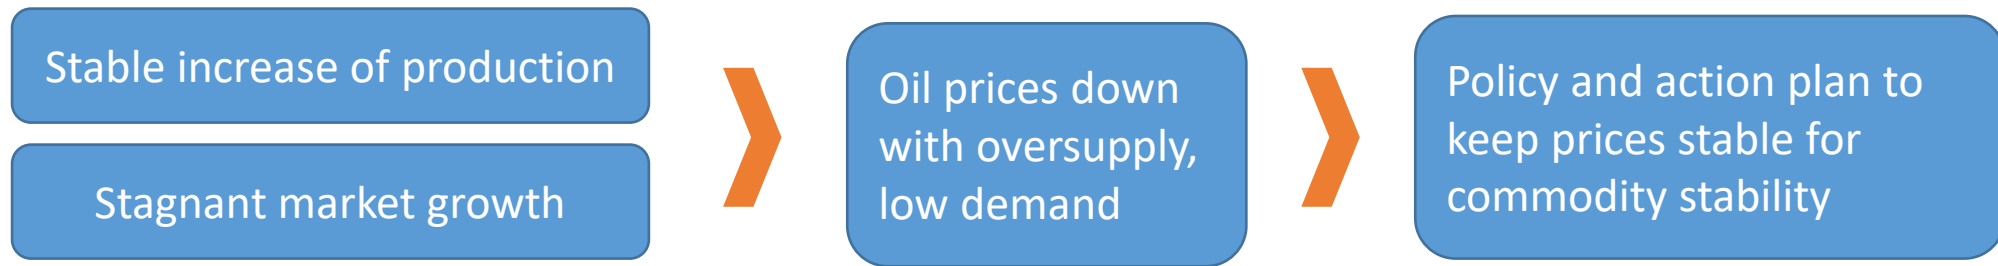 Stable increase of production
Stagnant market growth
Oil prices down
with oversupply,
low demand
Policy and action plan to
keep prices stable for
commodity stability